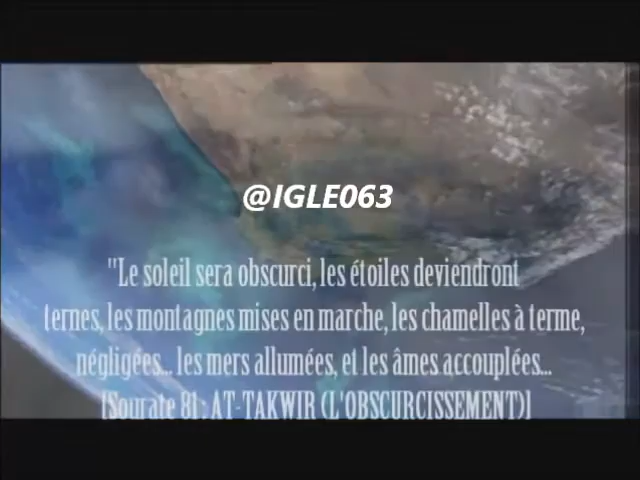 @IGLE063
"Le soleil sera obscurci, les étoiles deviendront
ternes, les montagnes mises en marche, les chamelles à terme,
négligées... les mers allumées, et les âmes accouplées...
[Sourate 81 : AT-TAKWIR (L'OBSCURCISSEMENT)]